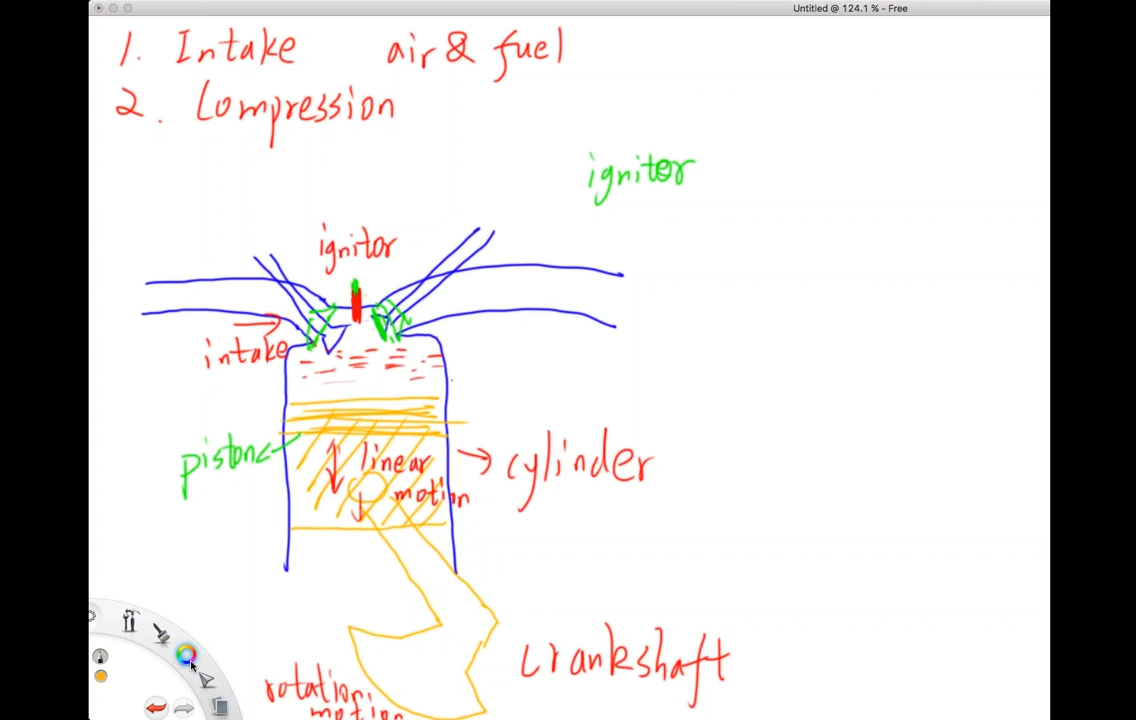 Untitled @ 124.1 % - Free
1. Intake air & fuel
2. Compression
ignitor
ignitor
intake
piston
linear
motion
cylinder
crankshaft
rotation
motion